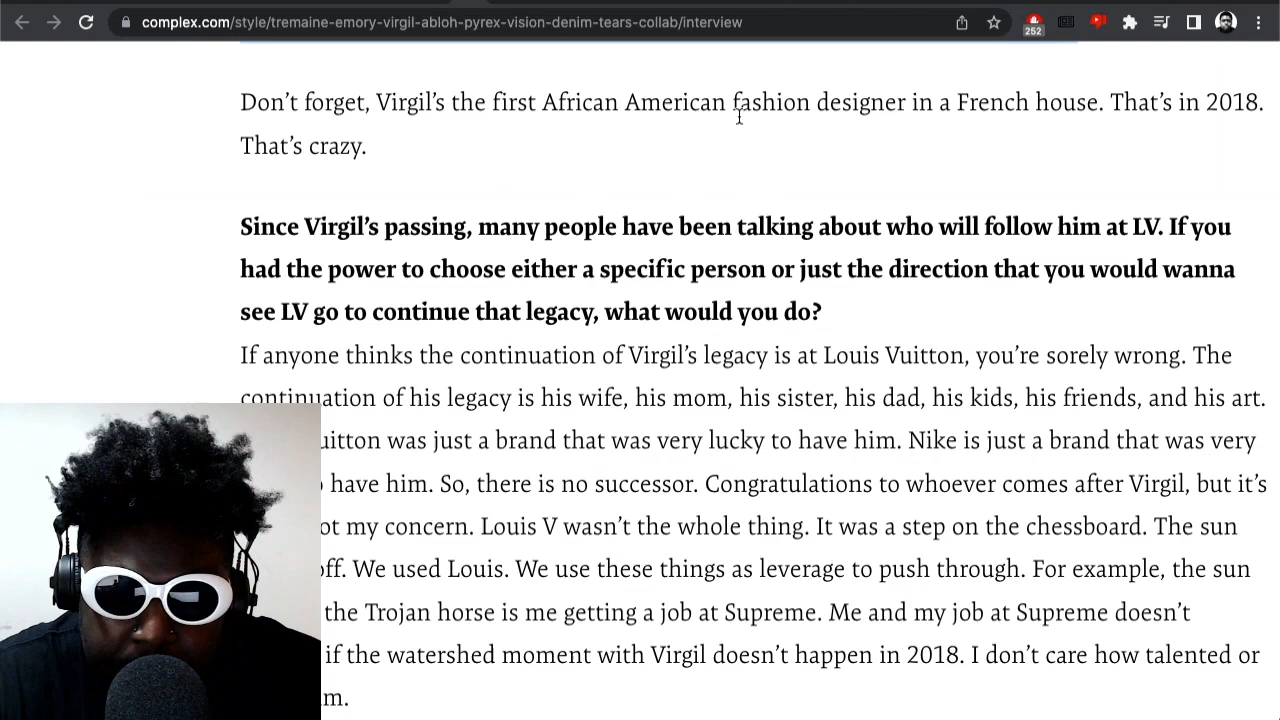 complex.com/style/tremaine-emory-virgil-abloh-pyrex-vision-denim-tears-collab/interview
252
Don’t forget, Virgil’s the first African American fashion designer in a French house. That’s in 2018.
That’s crazy.
Since Virgil’s passing, many people have been talking about who will follow him at LV. If you
had the power to choose either a specific person or just the direction that you would wanna
see LV go to continue that legacy, what would you do?
If anyone thinks the continuation of Virgil’s legacy is at Louis Vuitton, you’re sorely wrong. The
continuation of his legacy is his wife, his mom, his sister, his dad, his kids, his friends, and his art.
uitton was just a brand that was very lucky to have him. Nike is just a brand that was very
have him. So, there is no successor. Congratulations to whoever comes after Virgil, but it’s
ot my concern. Louis V wasn’t the whole thing. It was a step on the chessboard. The sun
off. We used Louis. We use these things as leverage to push through. For example, the sun
the Trojan horse is me getting a job at Supreme. Me and my job at Supreme doesn’t
if the watershed moment with Virgil doesn’t happen in 2018. I don’t care how talented or
m.